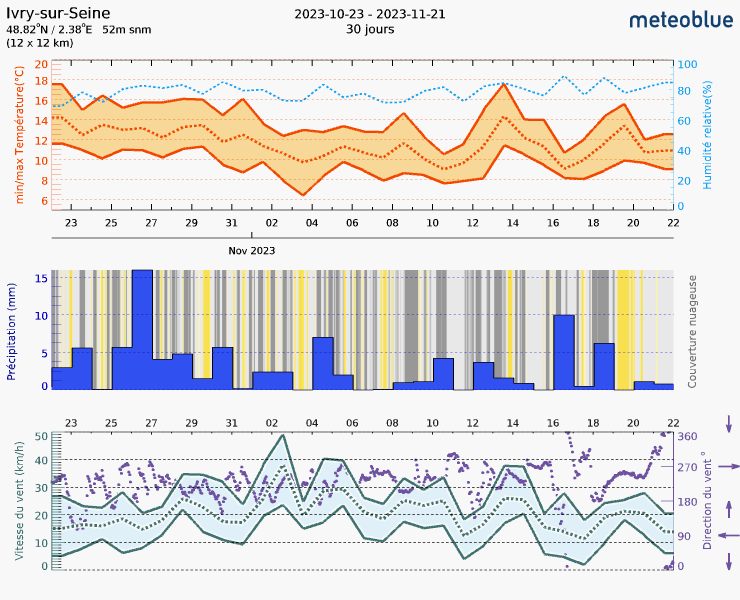 Ivry-sur-Seine
48.82°N / 2.38°E 52m snm
(12 x 12 km)
2023-10-23 - 2023-11-21
30 jours
meteoblue
min/max Température(°C)
20
18
16
14
12
10
8
6
100
80
60
40
20
0
Humidité relative(%)
23 25 27 29 31 02 04 06 08 10 12 14 16 18 20 22
Nov 2023
Précipitation (mm)
15
10
5
0
Couverture nuageuse
23 25 27 29 31 02 04 06 08 10 12 14 16 18 20 22
Vitesse du vent (km/h)
50
40
30
20
10
0
360
270
180
90
0
Direction du vent °